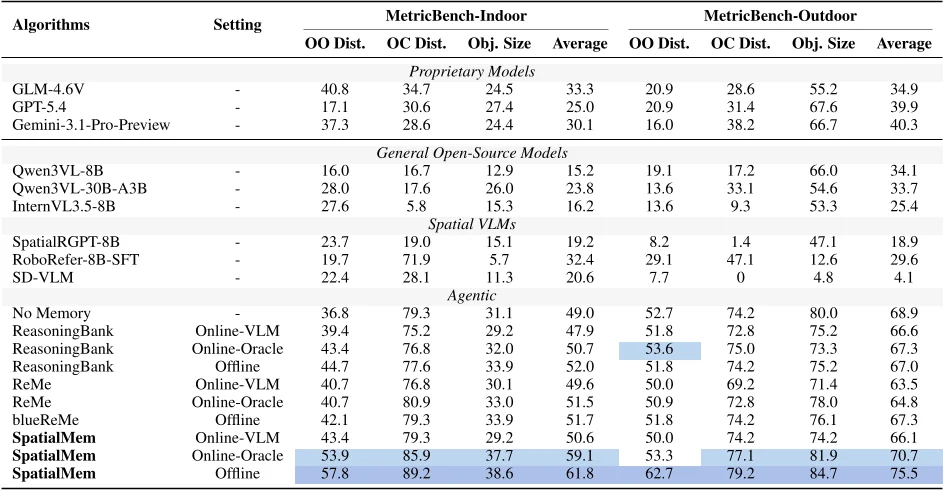 Algorithms Setting MetricBench-Indoor MetricBench-Outdoor
OO Dist. OC Dist. Obj. Size Average OO Dist. OC Dist. Obj. Size Average
Proprietary Models
GLM-4.6V - 40.8 34.7 24.5 33.3 20.9 28.6 55.2 34.9
GPT-5.4 - 17.1 30.6 27.4 25.0 20.9 31.4 67.6 39.9
Gemini-3.1-Pro-Preview - 37.3 28.6 24.4 30.1 16.0 38.2 66.7 40.3
General Open-Source Models
Qwen3VL-8B - 16.0 16.7 12.9 15.2 19.1 17.2 66.0 34.1
Qwen3VL-30B-A3B - 28.0 17.6 26.0 23.8 13.6 33.1 54.6 33.7
InternVL3.5-8B - 27.6 5.8 15.3 16.2 13.6 9.3 53.3 25.4
Spatial VLMs
SpatialRGPT-8B - 23.7 19.0 15.1 19.2 8.2 1.4 47.1 18.9
RoboRefer-8B-SFT - 19.7 71.9 5.7 32.4 29.1 47.1 12.6 29.6
SD-VLM - 22.4 28.1 11.3 20.6 7.7 0 4.8 4.1
Agentic
No Memory - 36.8 79.3 31.1 49.0 52.7 74.2 80.0 68.9
ReasoningBank Online-VLM 39.4 75.2 29.2 47.9 51.8 72.8 75.2 66.6
ReasoningBank Online-Oracle 43.4 76.8 32.0 50.7 53.6 75.0 73.3 67.3
ReasoningBank Offline 44.7 77.6 33.9 52.0 51.8 74.2 75.2 67.0
ReMe Online-VLM 40.7 76.8 30.1 49.6 50.0 69.2 71.4 63.5
ReMe Online-Oracle 40.7 80.9 33.0 51.5 50.9 72.8 78.0 64.8
blueReMe Offline 42.1 79.3 33.9 51.7 51.8 74.2 76.1 67.3
SpatialMem Online-VLM 43.4 79.3 29.2 50.6 50.0 74.2 74.2 66.1
SpatialMem Online-Oracle 53.9 85.9 37.7 59.1 53.3 77.1 81.9 70.7
SpatialMem Offline 57.8 89.2 38.6 61.8 62.7 79.2 84.7 75.5